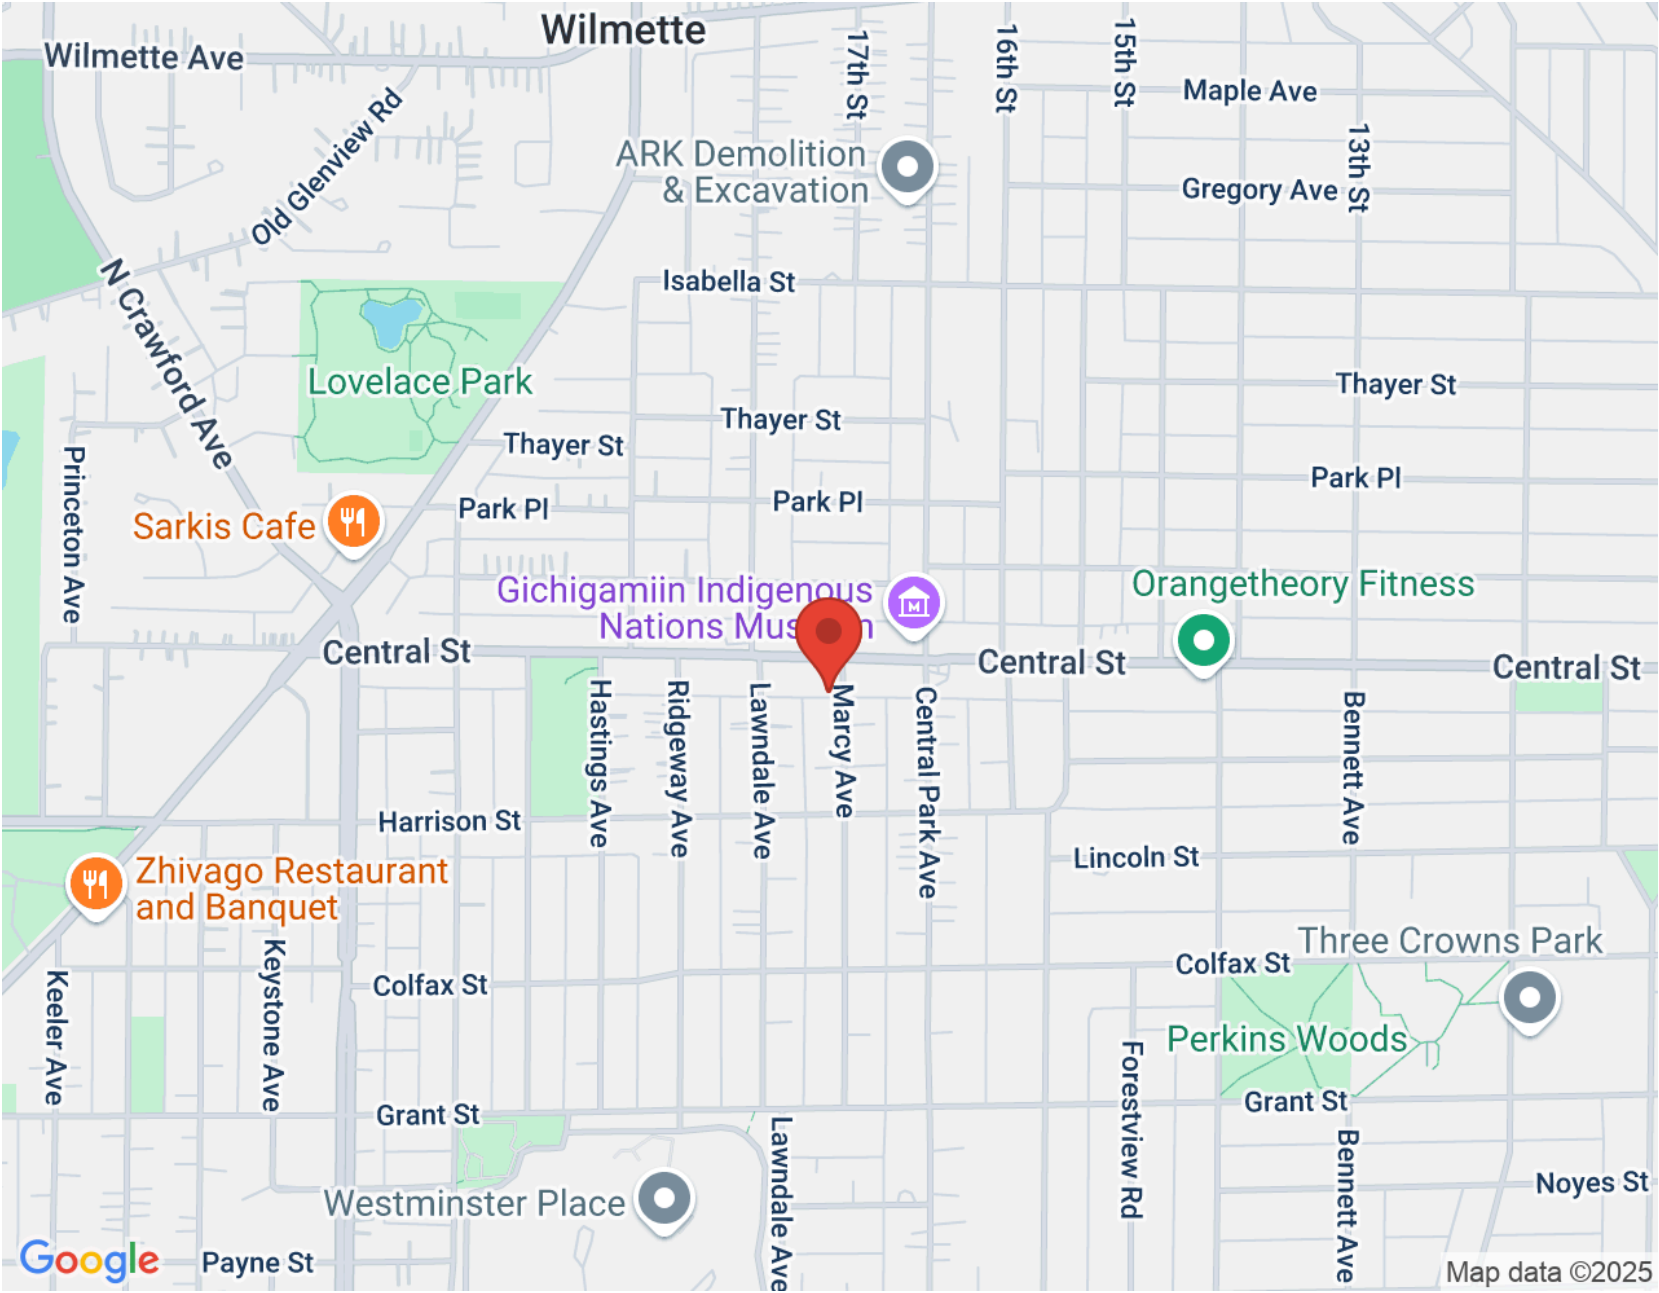 Wilmette
Wilmette Ave
Old Glenview Rd
17th St
16th St
15th St
Maple Ave
13th St
Gregory Ave
ARK Demolition
& Excavation
N Crawford Ave
Isabella St
Lovelace Park
Thayer St
Thayer St
Thayer St
Princeton Ave
Park Pl
Park Pl
Park Pl
Sarkis Cafe
Gichigamiin Indigenous
Nations Mus n
Orangetheory Fitness
Central St
Central St
Central St
Hastings Ave
Ridgeway Ave
Lawndale Ave
Marcy Ave
Central Park Ave
Bennett Ave
Harrison St
Lincoln St
Zhivago Restaurant
and Banquet
Three Crowns Park
Keeler Ave
Keystone Ave
Colfax St
Colfax St
Perkins Woods
Forestview Rd
Grant St
Grant St
Lawndale Ave
Bennett Ave
Noyes St
Westminster Place
Payne St
Google
Map data ©2025